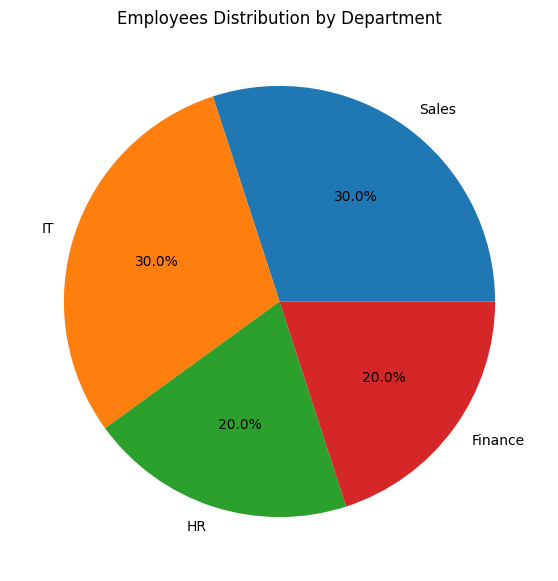 Employees Distribution by Department
Sales
30.0%
IT
30.0%
20.0%
Finance
20.0%
HR